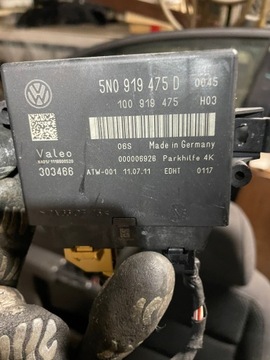 5N0 919 475 D 0045
1Q0 919 475 H03
06S Made in Germany
Valeo
000006926 Parkhilfe 4K
303466 ATW-001 11.07.11 EDHT 0117